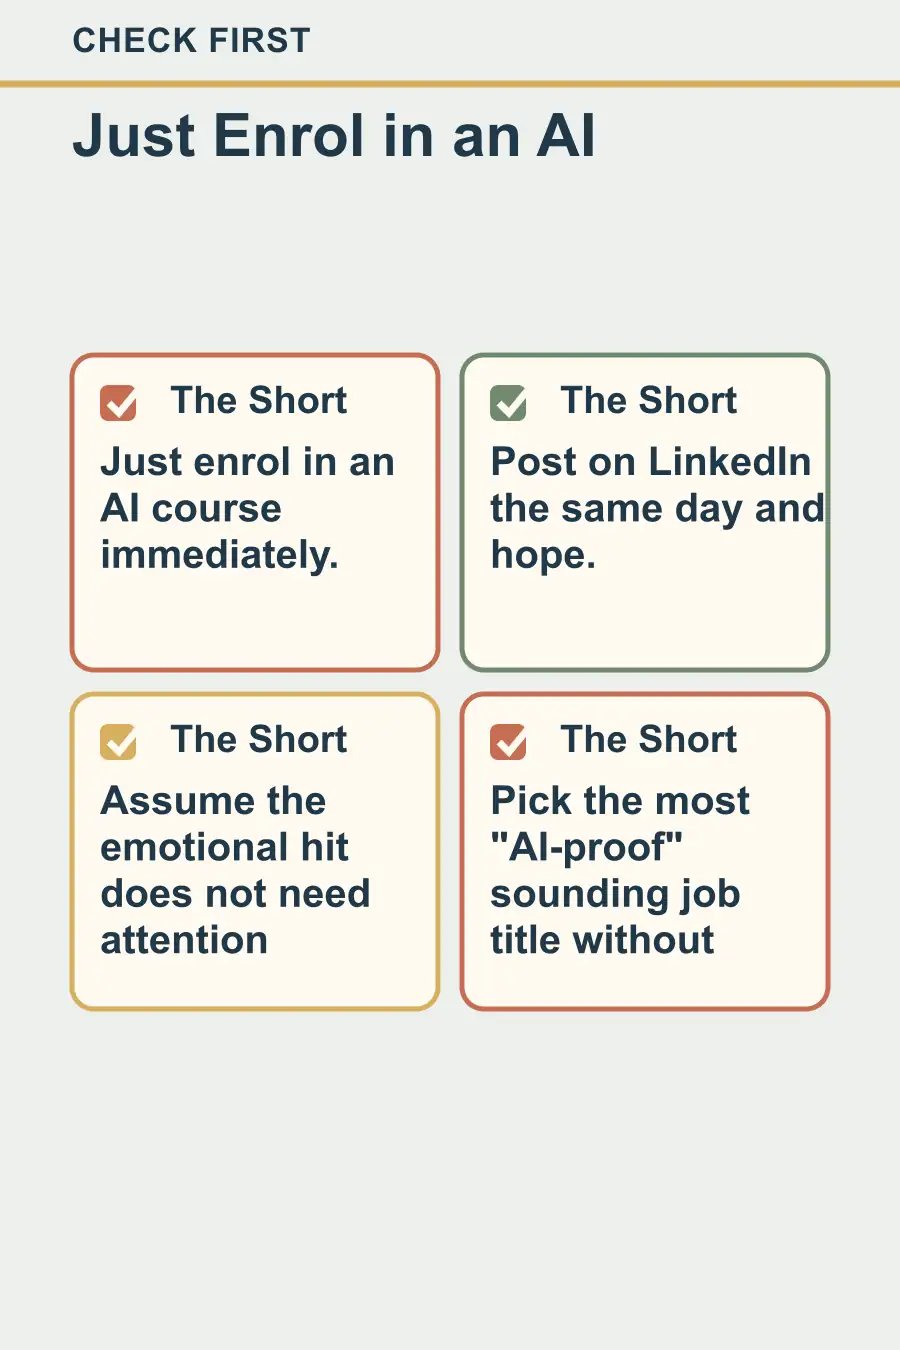 CHECK FIRST
Just Enrol in an AI
The Short
Just enrol in an
AI course
immediately.
The Short
Post on LinkedIn
the same day and
hope.
The Short
Assume the
emotional hit
does not need
attention
The Short
Pick the most
"AI-proof"
sounding job
title without